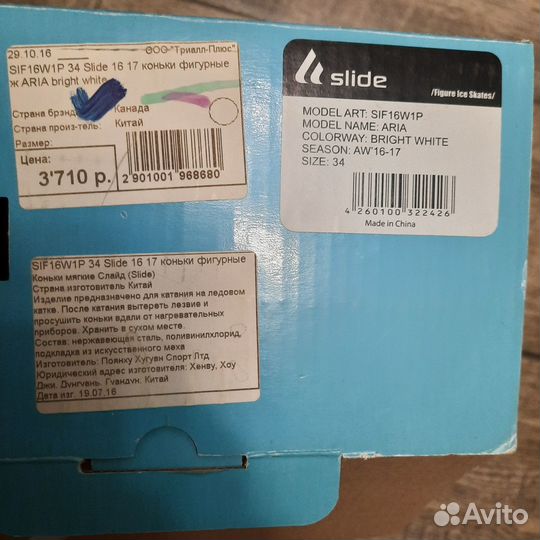 29.10.16 ООО "Триалл-Плюс"
SIF16W1P 34 Slide 16 17 коньки фигурные
ж ARIA bright white
Страна брэнда: Канада
Страна произ-тель: Китай
Размер:
Цена:
3'710 р.
2 901001 968680
slide
/Figure Ice Skates/
MODEL ART: SIF16W1P
MODEL NAME: ARIA
COLORWAY: BRIGHT WHITE
SEASON: AW'16-17
SIZE: 34
4 260100 322426
Made in China
SIF16W1P 34 Slide 16 17 коньки фигурные
Коньки мягкие Слайд (Slide)
Страна изготовитель Китай
Изделие предназначено для катания на ледовом
катке. После катания вытереть лезвие и
просушить коньки вдали от нагревательных
приборов. Хранить в сухом месте.
Состав: нержавеющая сталь, поливинилхлорид,
подкладка из искусственного меха
Изготовитель: Поянху Хугувн Спорт Лтд
Юридический адрес изготовителя: Хенву, Хоу
Джи, Дунгуань, Гуандун, Китай
Дата изг. 19.07.16
Avito